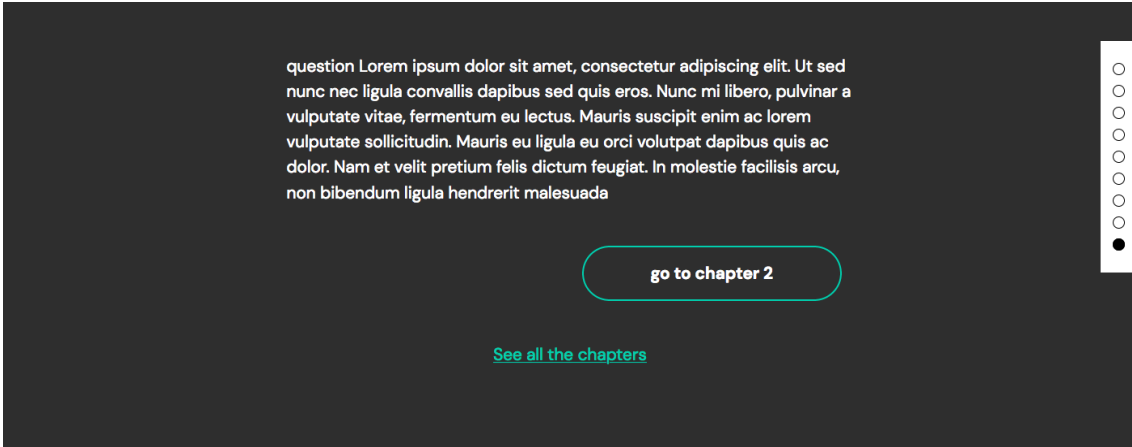 question Lorem ipsum dolor sit amet, consectetur adipiscing elit. Ut sed
nunc nec ligula convallis dapibus sed quis eros. Nunc mi libero, pulvinar a
vulputate vitae, fermentum eu lectus. Mauris suscipit enim ac lorem
vulputate sollicitudin. Mauris eu ligula eu orci volutpat dapibus quis ac
dolor. Nam et velit pretium felis dictum feugiat. In molestie facilisis arcu,
non bibendum ligula hendrerit malesuada
go to chapter 2
See all the chapters